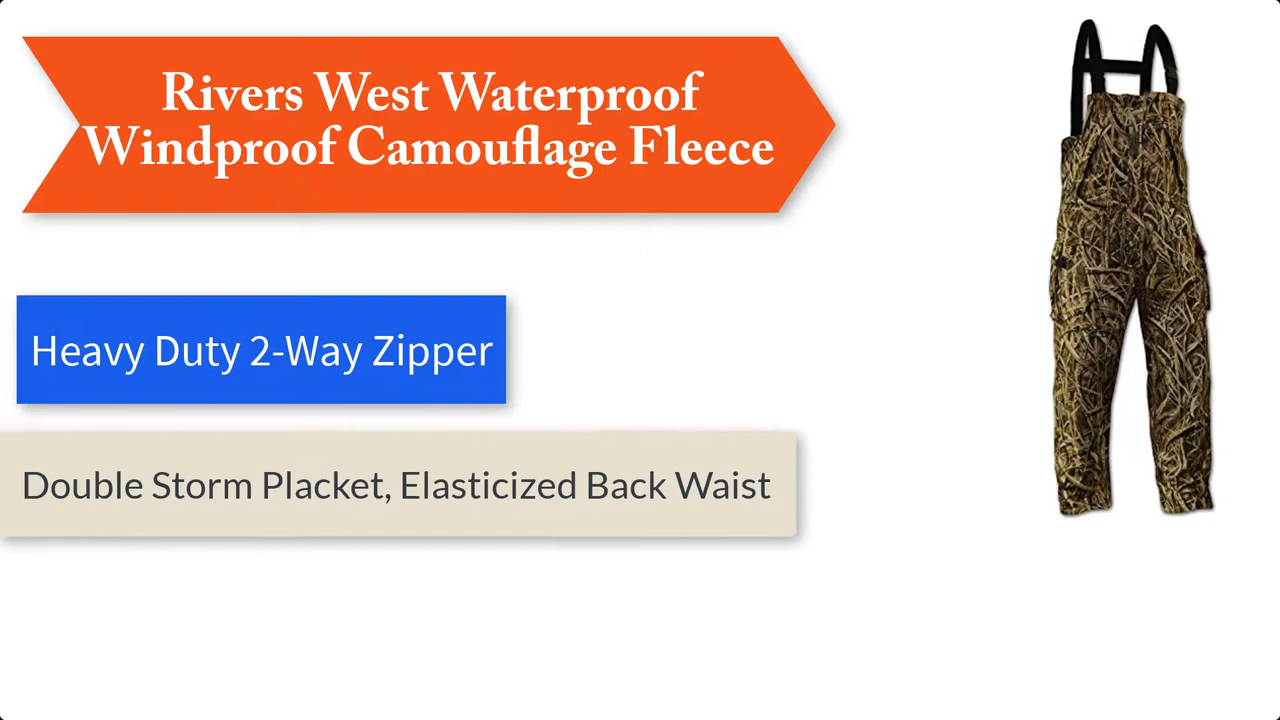 Rivers West Waterproof
Windproof Camouflage Fleece
Heavy Duty 2-Way Zipper
Double Storm Placket, Elasticized Back Waist